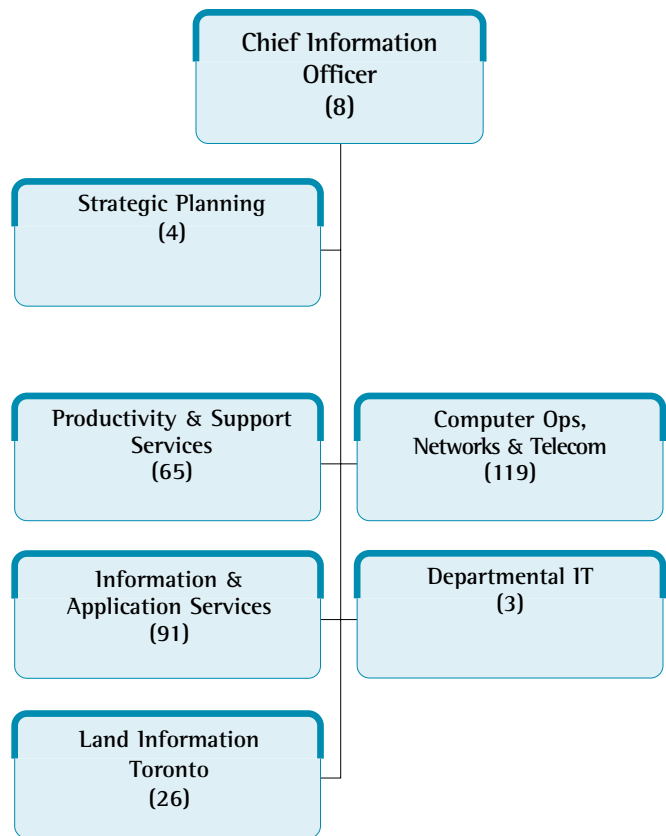 Chief Information
Officer
(8)
Strategic Planning
(4)
Productivity & Support
Services
(65)
Computer Ops,
Networks & Telecom
(119)
Information &
Application Services
(91)
Departmental IT
(3)
Land Information
Toronto
(26)